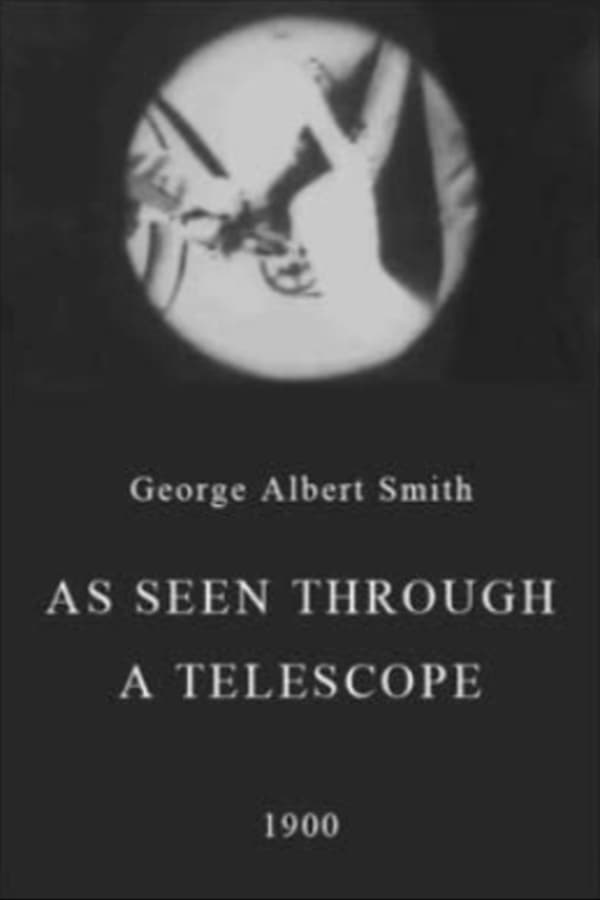 George Albert Smith
AS SEEN THROUGH
A TELESCOPE
1900